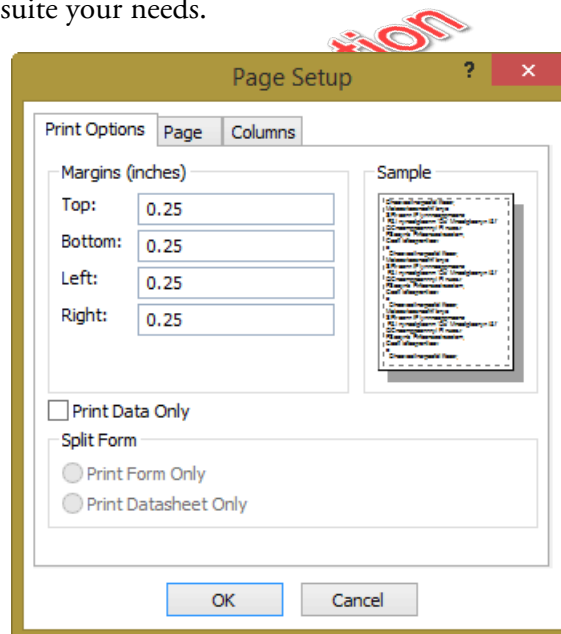 suite your needs.
tion
Page Setup ?
Print Options Page Columns
Margins (inches) Sample
Top: 0.25
Bottom: 0.25
Left: 0.25
Right: 0.25
Print Data Only
Split Form
Print Form Only
Print Datasheet Only
OK Cancel